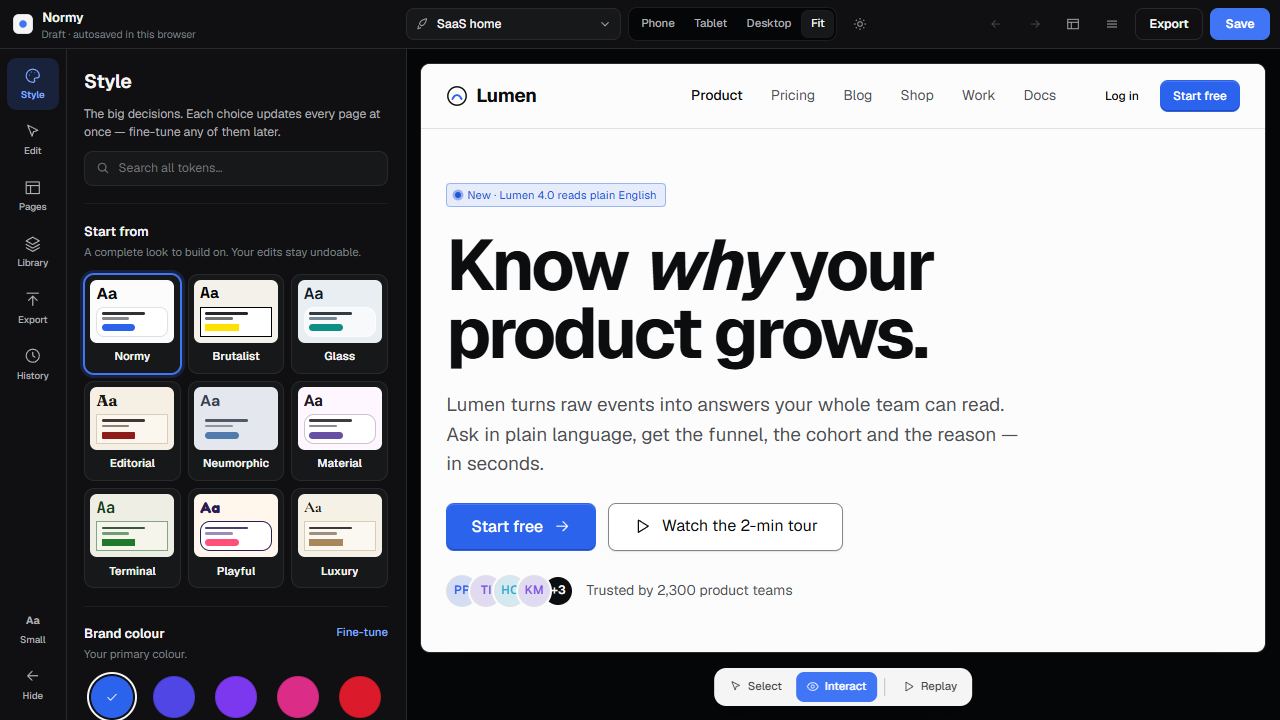 Normy
Draft · autosaved in this browser
SaaS home
Phone Tablet Desktop Fit
Export Save
Style
Edit
Pages
Library
Export
History
Aa
Small
Hide
Style
The big decisions. Each choice updates every page at
once — fine-tune any of them later.
Search all tokens…
Start from
A complete look to build on. Your edits stay undoable.
Aa Aa Aa
Normy Brutalist Glass
Aa Aa Aa
Editorial Neumorphic Material
Aa Aa Aa
Terminal Playful Luxury
Brand colour Fine-tune
Your primary colour.
Lumen
Product Pricing Blog Shop Work Docs Log in Start free
New · Lumen 4.0 reads plain English
Know why your
product grows.
Lumen turns raw events into answers your whole team can read.
Ask in plain language, get the funnel, the cohort and the reason —
in seconds.
Start free Watch the 2-min tour
KM +3 Trusted by 2,300 product teams
Select Interact Replay